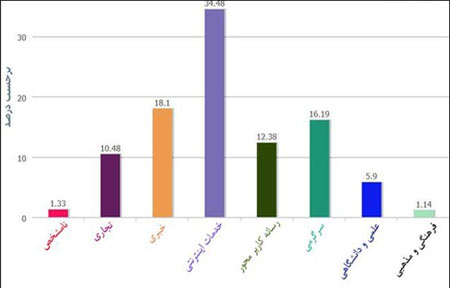 34.48
30
20
10
0
برحسب درصد
1.33
10.48
18.1
12.38
16.19
5.9
1.14
نامشخص
تجاری
خبری
خدمات اینترنتی
رسانه کاربر محور
سرگرمی
علمی و دانشگاهی
فرهنگی و مذهبی